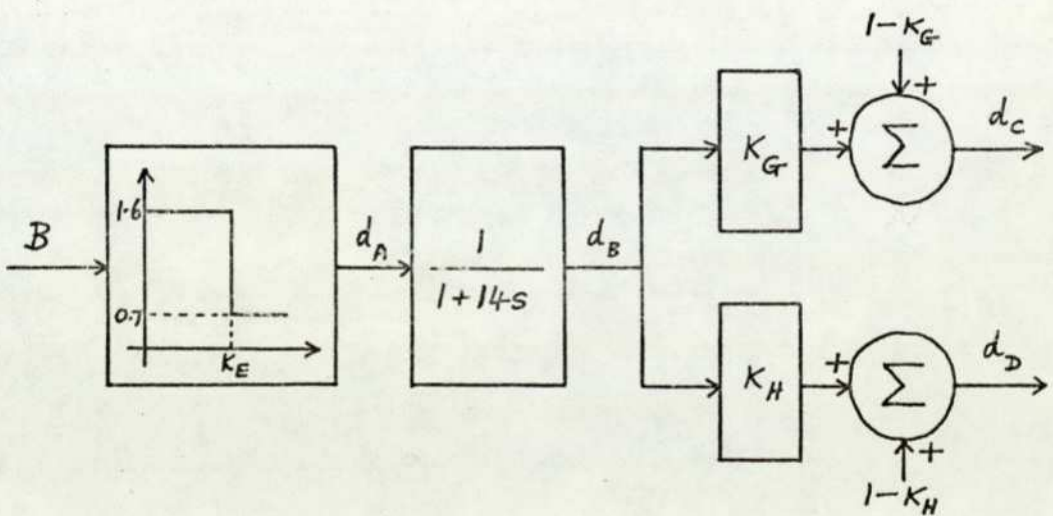 1-K_G
+
d_C
K_G
+
Σ
1.6
B
d_A
1
1+14s
d_B
0.7
K_E
K_H
+
Σ
d_D
+
1-K_H